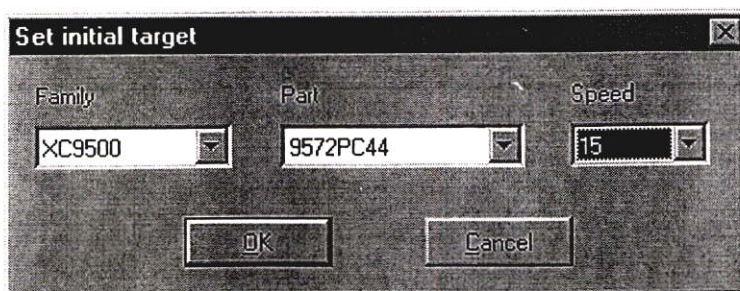 Set initial target
Family Part Speed
XC9500 9572PC44 15
OK Cancel